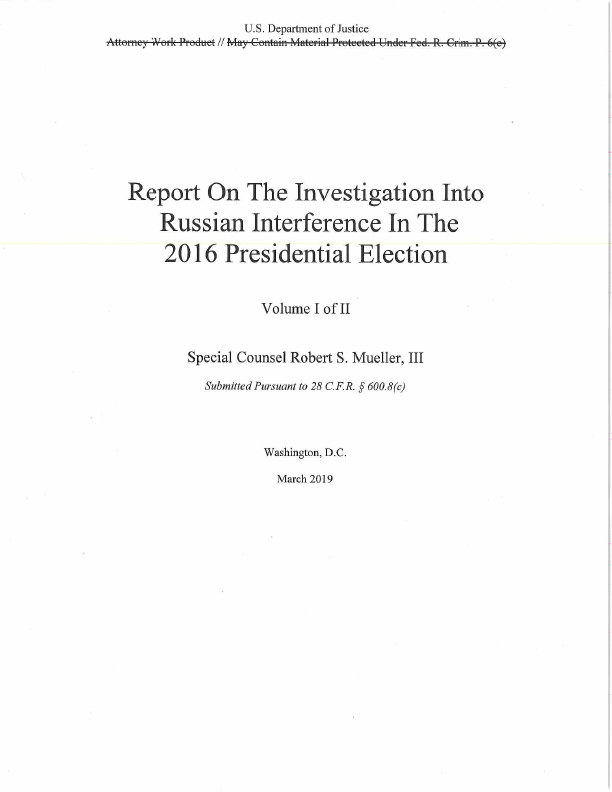 U.S. Department of Justice
Attorney Work Product // May Contain Material Protected Under Fed. R. Crim. P. 6(e)
Report On The Investigation Into
Russian Interference In The
2016 Presidential Election
Volume I of II
Special Counsel Robert S. Mueller, III
Submitted Pursuant to 28 C.F.R. § 600.8(c)
Washington, D.C.
March 2019